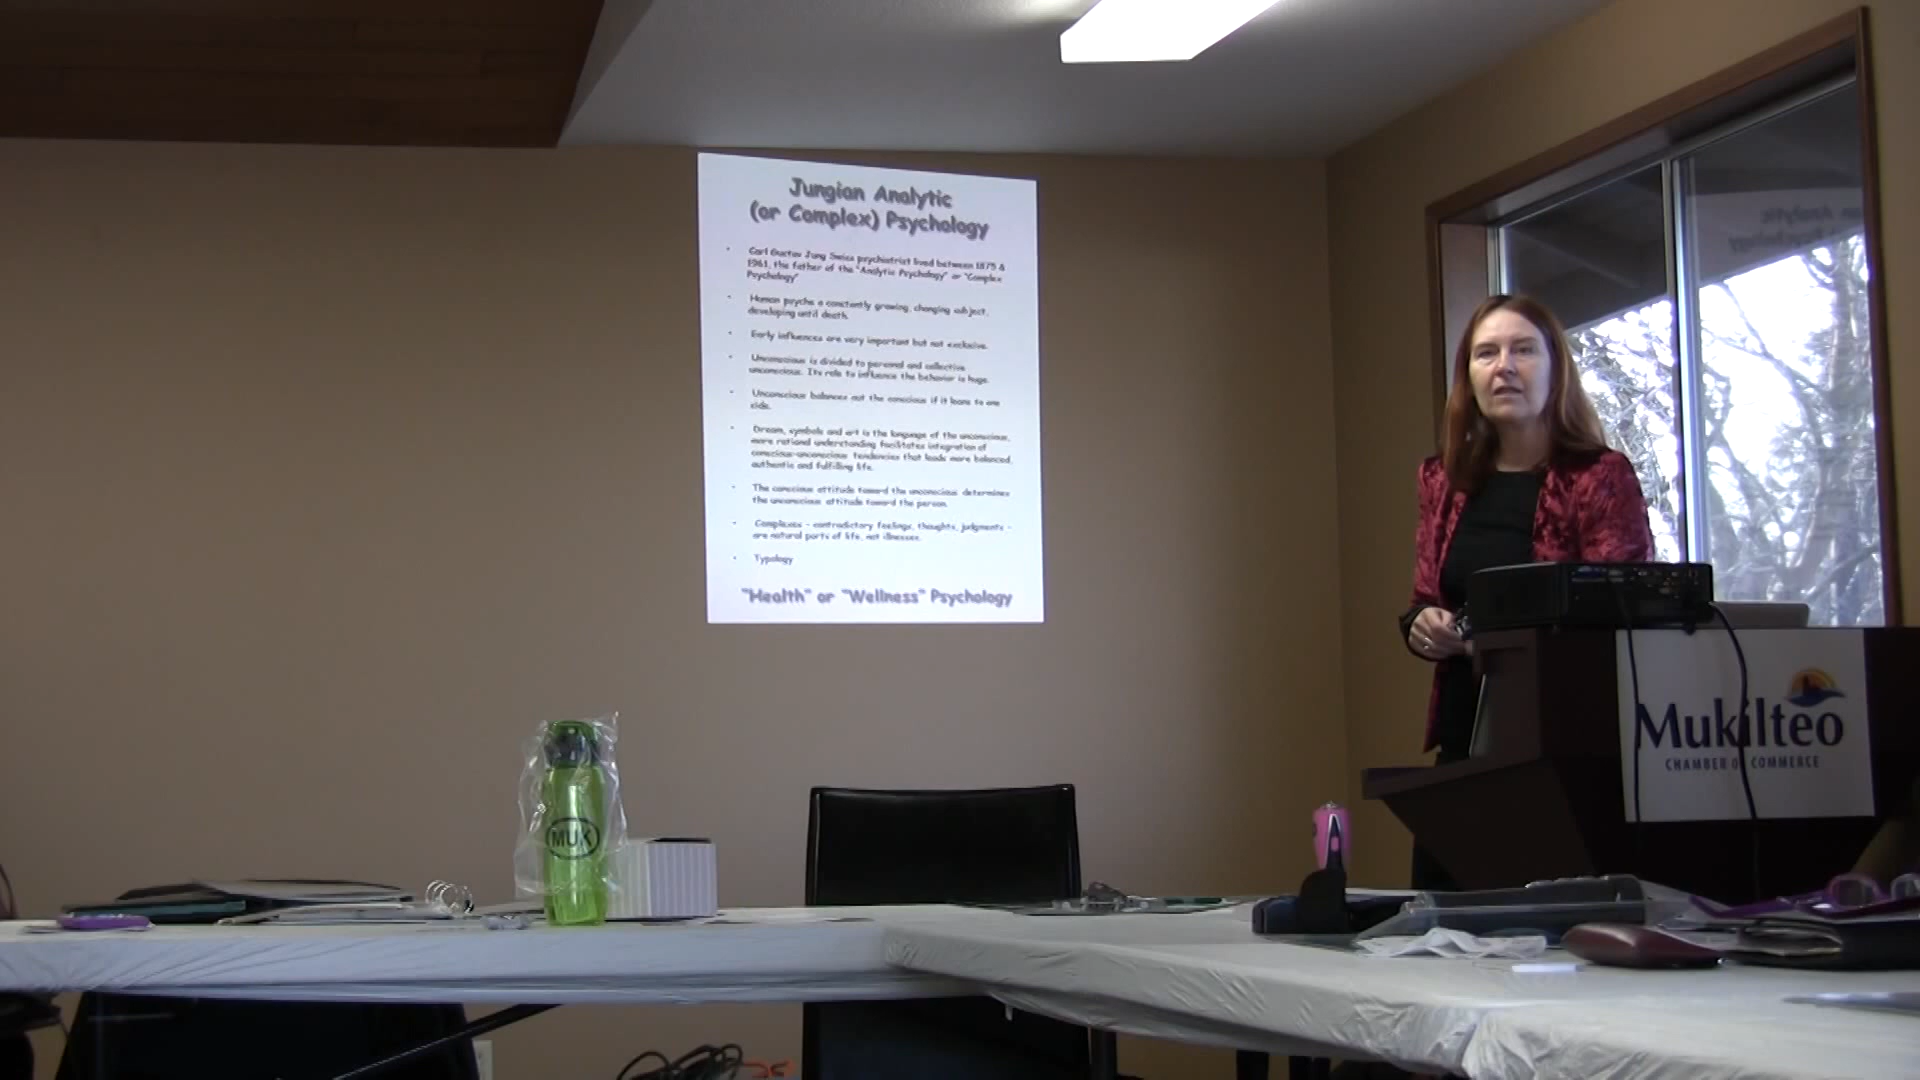 Jungian Analytic
(or Complex) Psychology
Carl Gustav Jung Swiss psychiatrist lived between 1875 &
1961, the father of the "Analytic Psychology" or "Complex
Psychology"
Human psyche a constantly growing, changing subject,
developing until death.
Early influences are very important but not exclusive.
Unconscious is divided to personal and collective
unconscious. Its role to influence the behavior is huge.
Unconscious balances out the conscious if it leans to one
side.
Dream, symbols and art is the language of the unconscious,
more rational understanding facilitates integration of
conscious-unconscious tendencies that leads more balanced,
authentic and fulfilling life.
The conscious attitude toward the unconscious determines
the unconscious attitude toward the person.
Complexes - contradictory feelings, thoughts, judgments -
are natural parts of life, not illnesses.
Typology
"Health" or "Wellness" Psychology
Mukilteo
CHAMBER OF COMMERCE
MUK